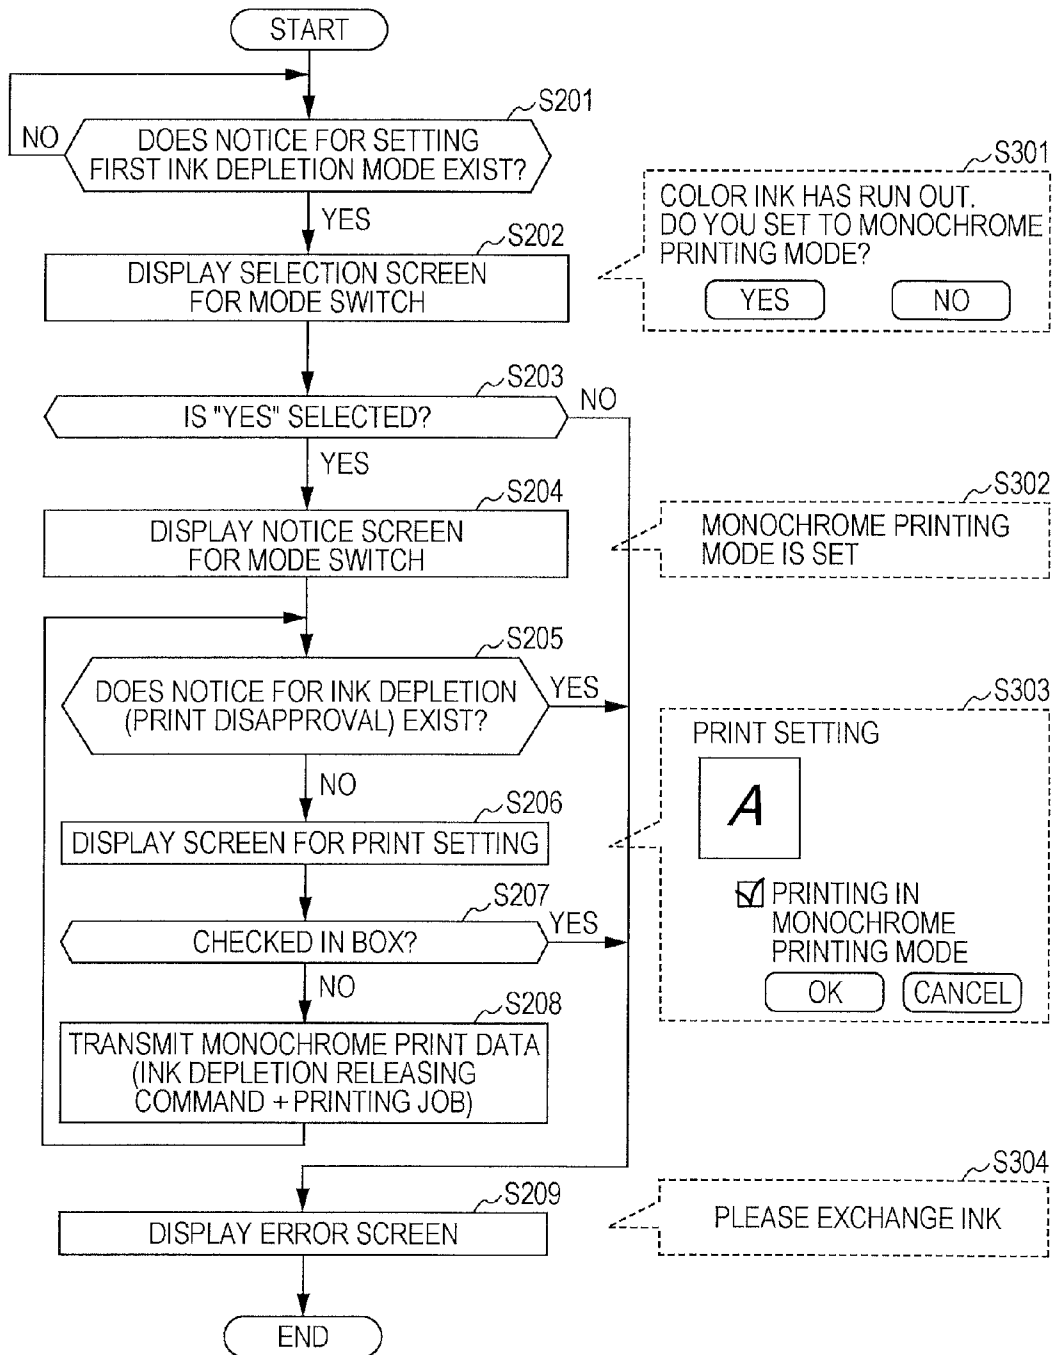 START
S201
NO
DOES NOTICE FOR SETTING
FIRST INK DEPLETION MODE EXIST?
YES
S301
COLOR INK HAS RUN OUT.
DO YOU SET TO MONOCHROME
PRINTING MODE?
YES
NO
S202
DISPLAY SELECTION SCREEN
FOR MODE SWITCH
S203
IS "YES" SELECTED?
NO
YES
S204
DISPLAY NOTICE SCREEN
FOR MODE SWITCH
S302
MONOCHROME PRINTING
MODE IS SET
S205
DOES NOTICE FOR INK DEPLETION
(PRINT DISAPPROVAL) EXIST?
YES
NO
S303
PRINT SETTING
A
PRINTING IN
MONOCHROME
PRINTING MODE
OK
CANCEL
S206
DISPLAY SCREEN FOR PRINT SETTING
S207
CHECKED IN BOX?
YES
NO
S208
TRANSMIT MONOCHROME PRINT DATA
(INK DEPLETION RELEASING
COMMAND + PRINTING JOB)
S209
DISPLAY ERROR SCREEN
S304
PLEASE EXCHANGE INK
END